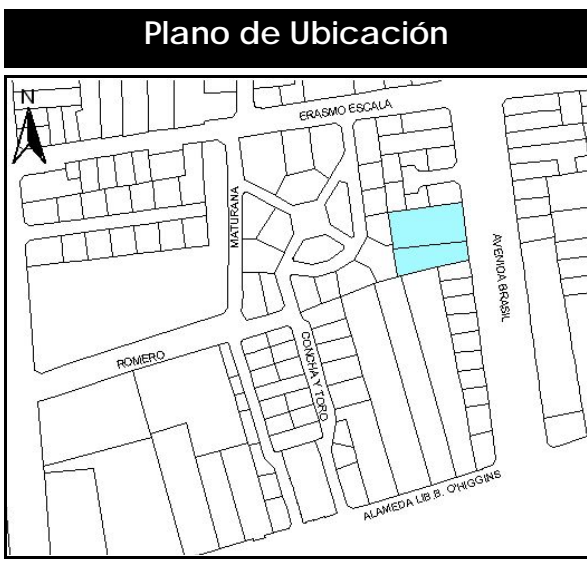 Plano de Ubicación
N
ERASMO ESCALA
MATURANA
AVENIDA BRASIL
ROMERO
CONCHA Y TORO
ALAMEDA LIB.B. O'HIGGINS